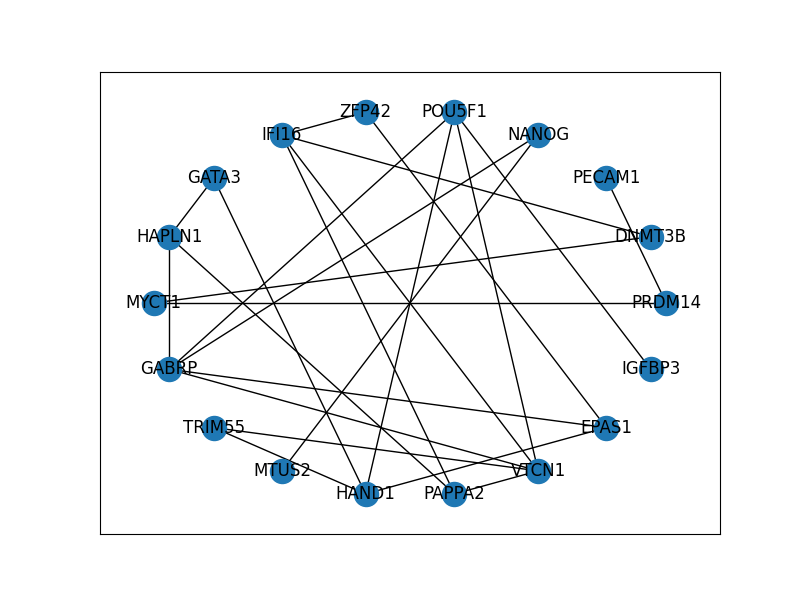 ZFP42 POU5F1
IFI16 NANOG
GATA3 PECAM1
HAPLN1 DNMT3B
MYCT1 PRDM14
GABRP IGFBP3
TRIM55 EPAS1
MTUS2 VTCN1
HAND1 PAPPA2